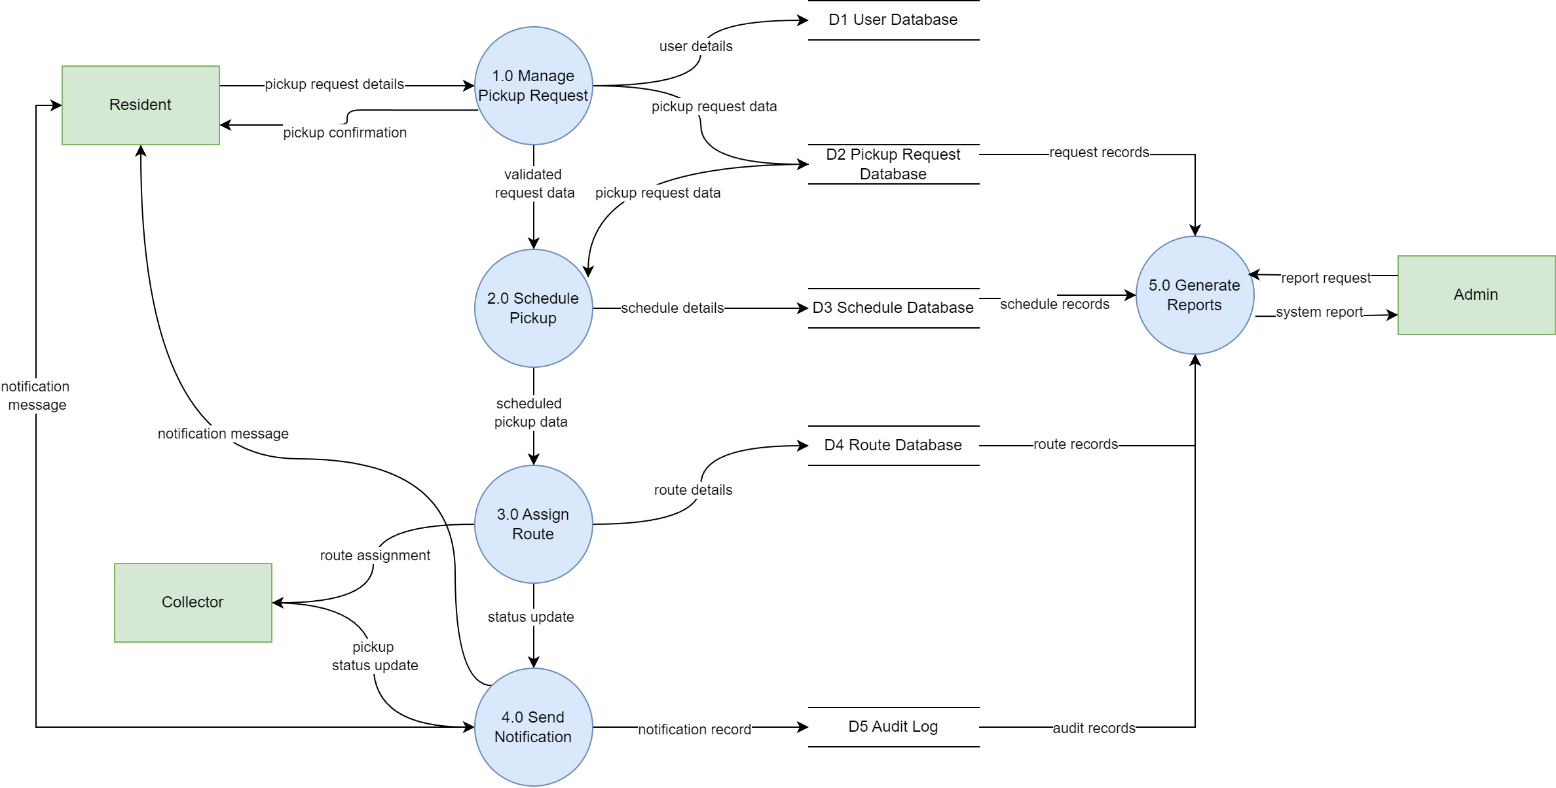 D1 User Database
user details
1.0 Manage
Pickup Request
pickup request details
Resident
pickup request data
pickup confirmation
D2 Pickup Request
Database
request records
validated
request data
pickup request data
5.0 Generate
Reports
report request
Admin
system report
2.0 Schedule
Pickup
schedule details
D3 Schedule Database
schedule records
notification
message
scheduled
pickup data
notification message
D4 Route Database
route records
route details
3.0 Assign
Route
route assignment
Collector
status update
pickup
status update
4.0 Send
Notification
notification record
D5 Audit Log
audit records